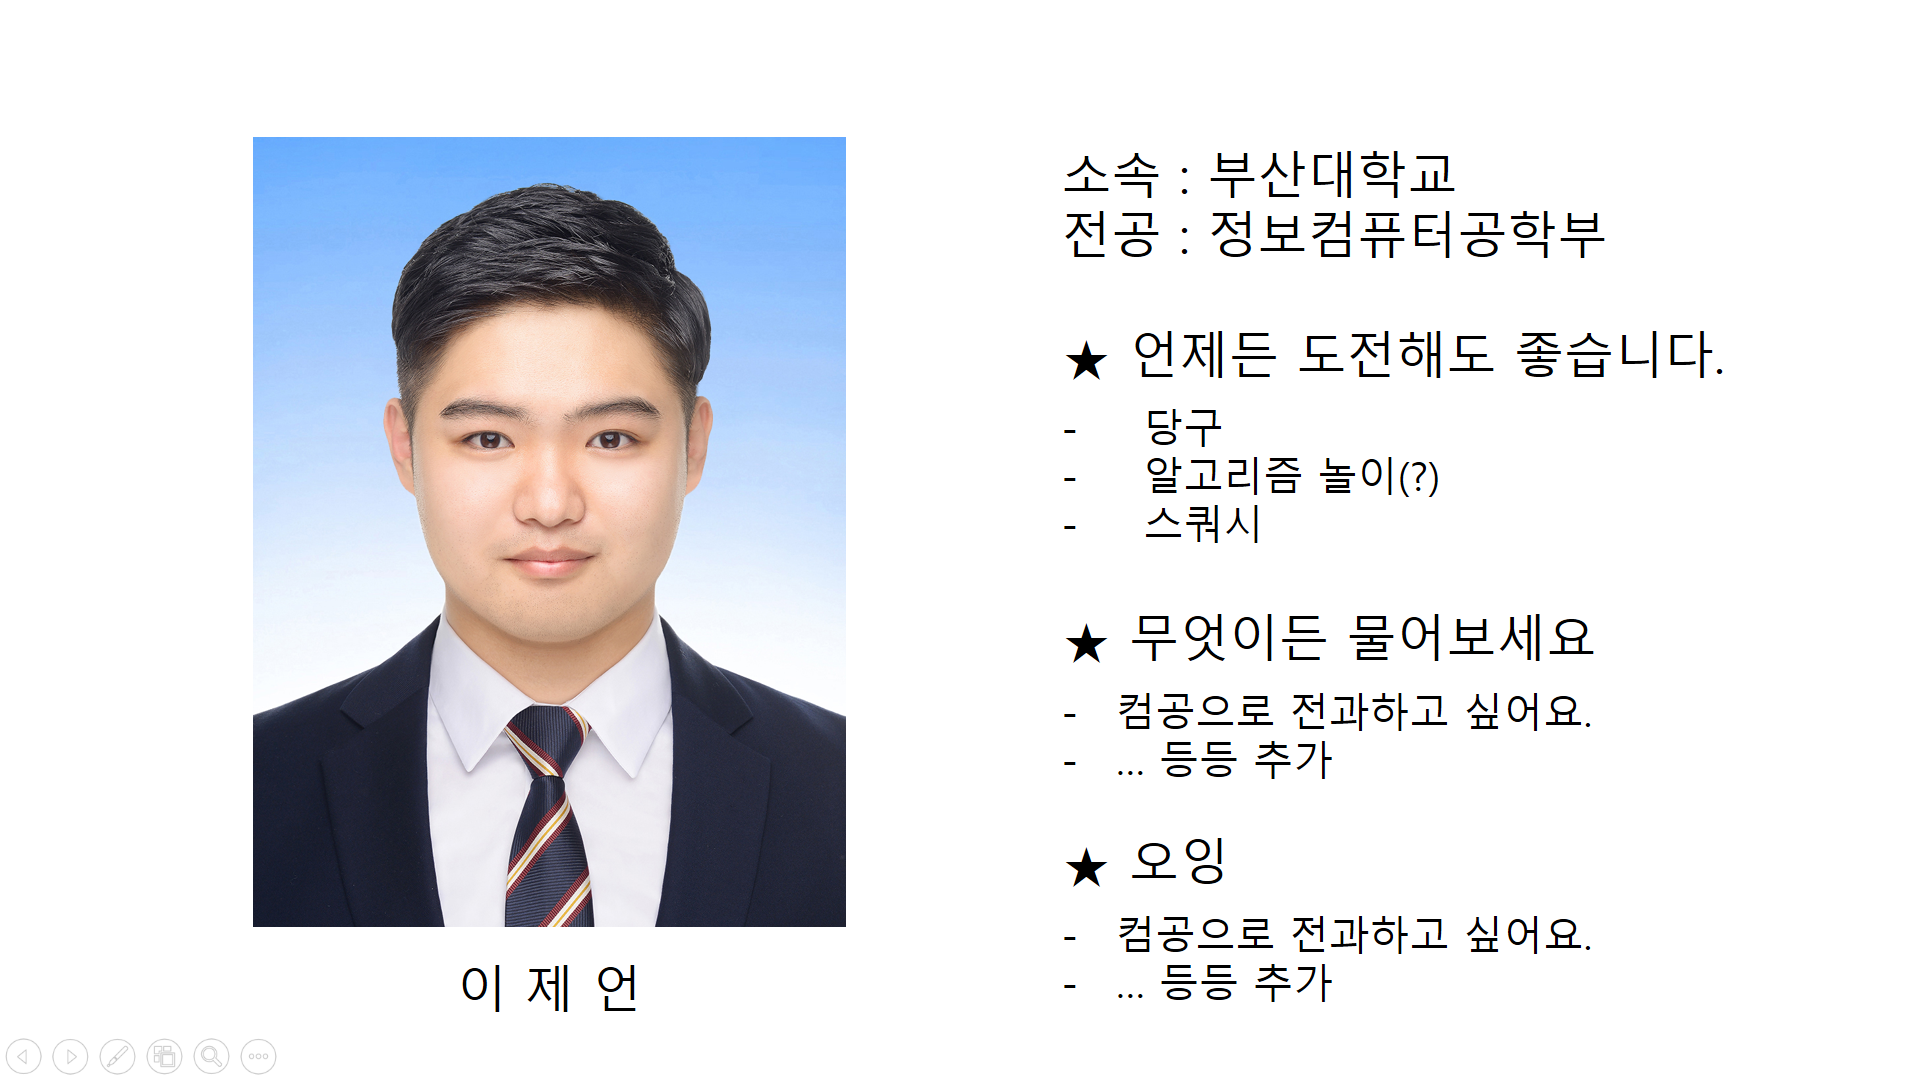 소속 : 부산대학교
전공 : 정보컴퓨터공학부
★ 언제든 도전해도 좋습니다.
- 당구
- 알고리즘 놀이(?)
- 스쿼시
★ 무엇이든 물어보세요
- 컴공으로 전과하고 싶어요.
- ... 등등 추가
★ 오잉
- 컴공으로 전과하고 싶어요.
- ... 등등 추가
이 제 언